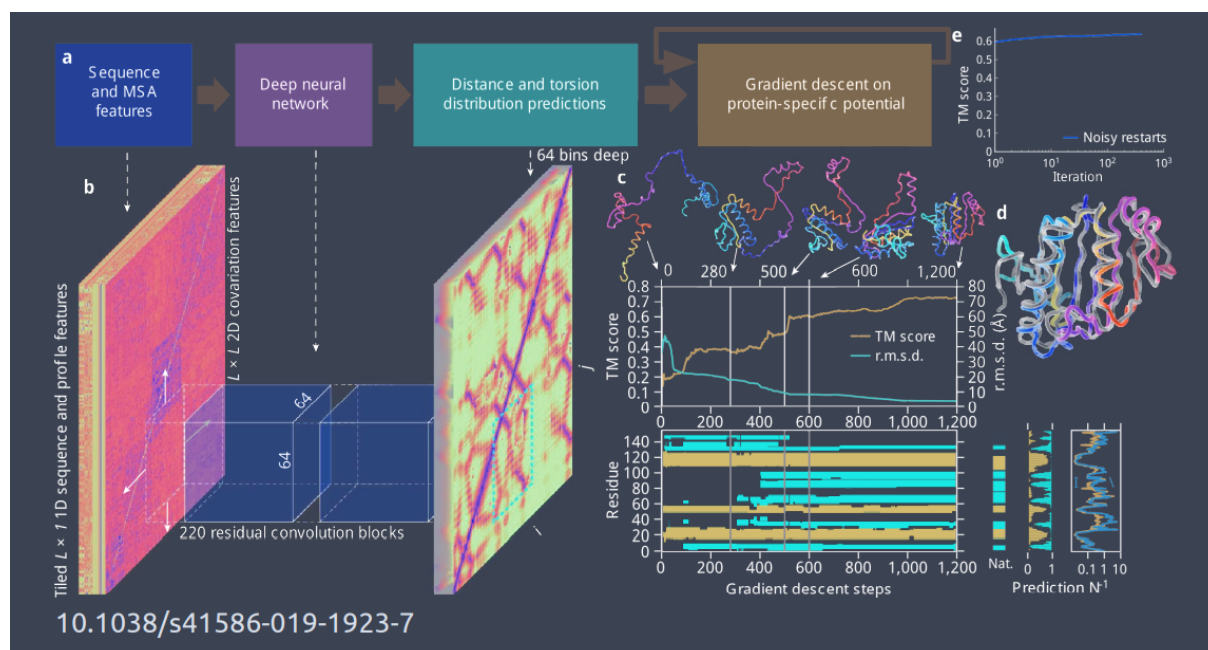 a
Sequence
and MSA
features
Deep neural
network
Distance and torsion
distribution predictions
Gradient descent on
protein-specif c potential
e
TM score
0.6
0.4
0.2
0
Noisy restarts
10⁰
10¹
10²
10³
Iteration
b
Tiled L × 1 1D sequence and profile features
L × L 2D covariation features
64
64
220 residual convolution blocks
64 bins deep
j
i
c
0
280
500
600
1,200
TM score
0.8
0.7
0.6
0.5
0.4
0.3
0.2
0.1
0
TM score
r.m.s.d.
80
70
60
50
40
30
20
10
0
r.m.s.d. (Å)
0
200
400
600
800
1,000
1,200
d
Residue
140
120
100
80
60
40
20
0
0
200
400
600
800
1,000
1,200
Gradient descent steps
Nat.
0
1
0.1
1
10
Prediction N⁻¹
10.1038/s41586-019-1923-7